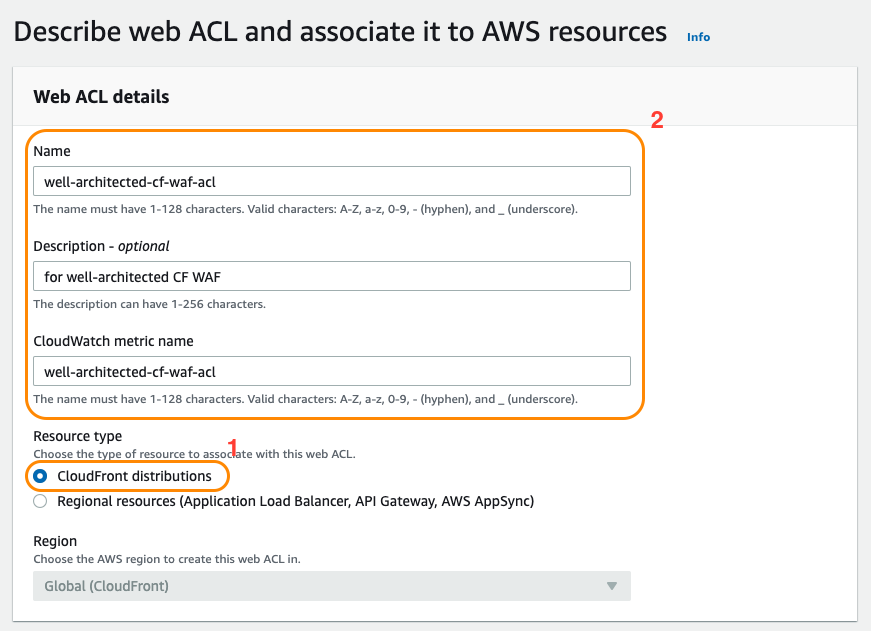 Describe web ACL and associate it to AWS resources Info
Web ACL details
2
Name
well-architected-cf-waf-acl
The name must have 1-128 characters. Valid characters: A-Z, a-z, 0-9, - (hyphen), and _ (underscore).
Description - optional
for well-architected CF WAF
The description can have 1-256 characters.
CloudWatch metric name
well-architected-cf-waf-acl
The name must have 1-128 characters. Valid characters: A-Z, a-z, 0-9, - (hyphen), and _ (underscore).
Resource type
1
Choose the type of resource to associate with this web ACL.
CloudFront distributions
Regional resources (Application Load Balancer, API Gateway, AWS AppSync)
Region
Choose the AWS region to create this web ACL in.
Global (CloudFront)